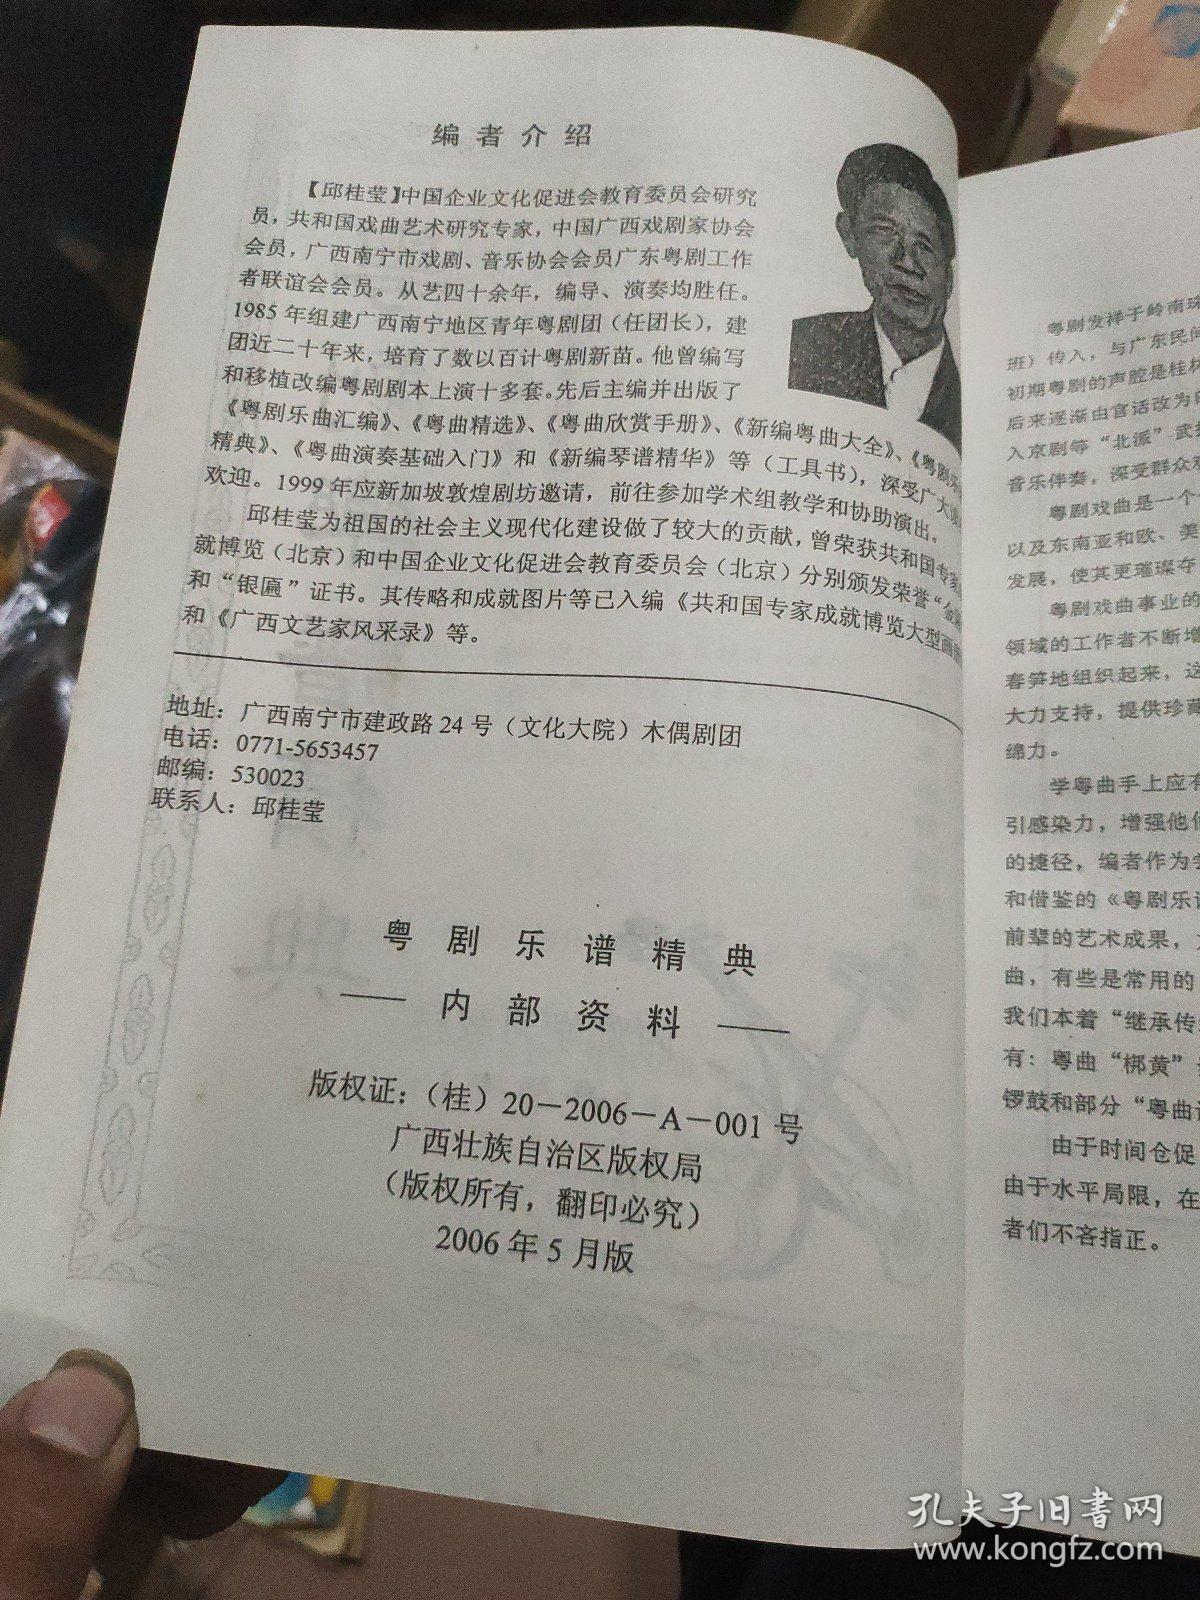 编者介绍
【邱桂莹】中国企业文化促进会教育委员会研究
员，共和国戏曲艺术研究专家，中国广西戏剧家协会
会员，广西南宁市戏剧、音乐协会会员广东粤剧工作
者联谊会会员。从艺四十余年，编导、演奏均胜任。
1985年组建广西南宁地区青年粤剧团（任团长），建
团近二十年来，培育了数以百计粤剧新苗。他曾编写
和移植改编粤剧剧本上演十多套。先后主编并出版了
《粤剧乐曲汇编》、《粤曲精选》、《粤曲欣赏手册》、《新编粤曲大全》、《粤剧乐
精典》、《粤曲演奏基础入门》和《新编琴谱精华》等（工具书），深受广大
欢迎。1999年应新加坡敦煌剧坊邀请，前往参加学术组教学和协助演出。
邱桂莹为祖国的社会主义现代化建设做了较大的贡献，曾荣获共和国专家
就博览（北京）和中国企业文化促进会教育委员会（北京）分别颁发荣誉“金
和“银匾”证书。其传略和成就图片等已入编《共和国专家成就博览大型画
和《广西文艺家风采录》等。
地址：广西南宁市建政路24号（文化大院）木偶剧团
电话：0771-5653457
邮编：530023
联系人：邱桂莹
粤剧乐谱精典
——内部资料——
版权证：（桂）20－2006－A－001号
广西壮族自治区版权局
（版权所有，翻印必究）
2006年5月版
粤剧发祥于岭南珠
班）传入，与广东民间
初期粤剧的声腔是桂林
后来逐渐由官话改为
入京剧等“北派”武
音乐伴奏，深受群众
粤剧戏曲是一个
以及东南亚和欧、美
发展，使其更璀璨夺
粤剧戏曲事业的
领域的工作者不断增
春笋地组织起来，这
大力支持，提供珍藏
绵力。
学粤曲手上应有
引感染力，增强他们
的捷径，编者作为
和借鉴的《粤剧乐谱
前辈的艺术成果，
曲，有些是常用的
我们本着“继承传
有：粤曲“梆黄”
锣鼓和部分“粤曲
由于时间仓促
由于水平局限，在
者们不吝指正。
孔夫子旧书网
www.kongfz.com